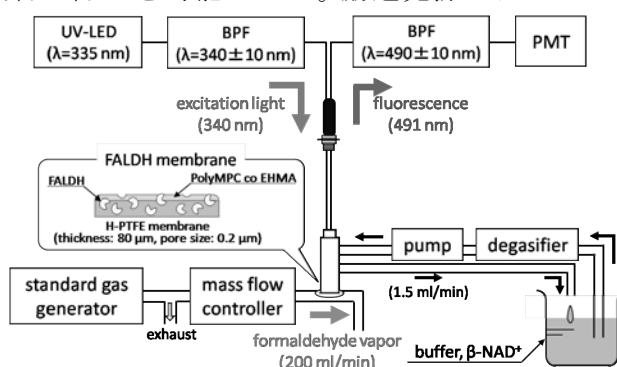 UV-LED
(λ=335 nm)
BPF
(λ=340±10 nm)
BPF
(λ=490±10 nm)
PMT
excitation light
(340 nm)
fluorescence
(491 nm)
FALDH membrane
FALDH
PolyMPC co EHMA
H-PTFE membrane
(thickness: 80 μm, pore size: 0.2 μm)
pump
degasifier
(1.5 ml/min)
standard gas
generator
mass flow
controller
exhaust
formaldehyde vapor
(200 ml/min)
buffer, β-NAD⁺